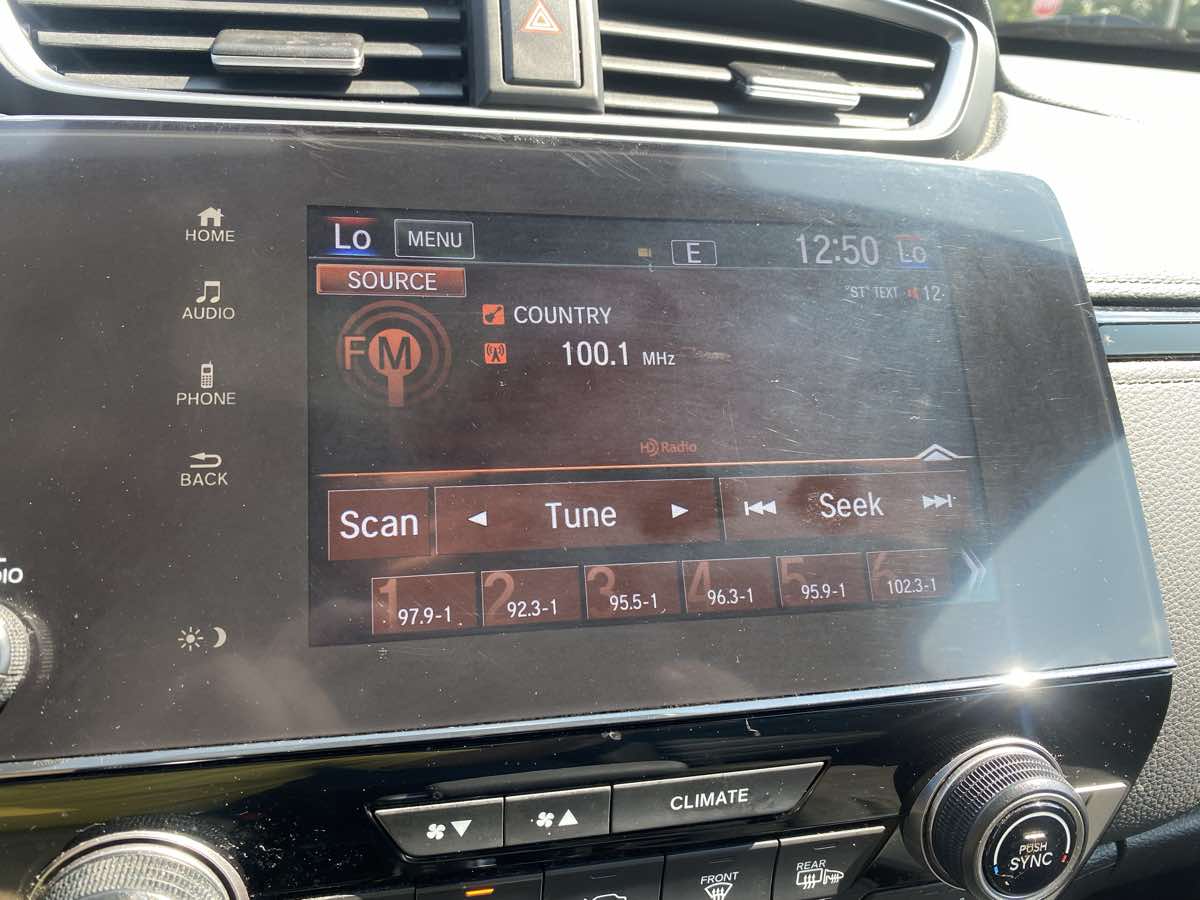 HOME
AUDIO
PHONE
BACK
Lo MENU E 12:50 Lo
SOURCE
"ST" TEXT 12
FM
COUNTRY
100.1 MHz
HD Radio
Scan Tune Seek
1 97.9-1 2 92.3-1 3 95.5-1 4 96.3-1 5 95.9-1 6 102.3-1
CLIMATE
FRONT
REAR
PUSH
SYNC